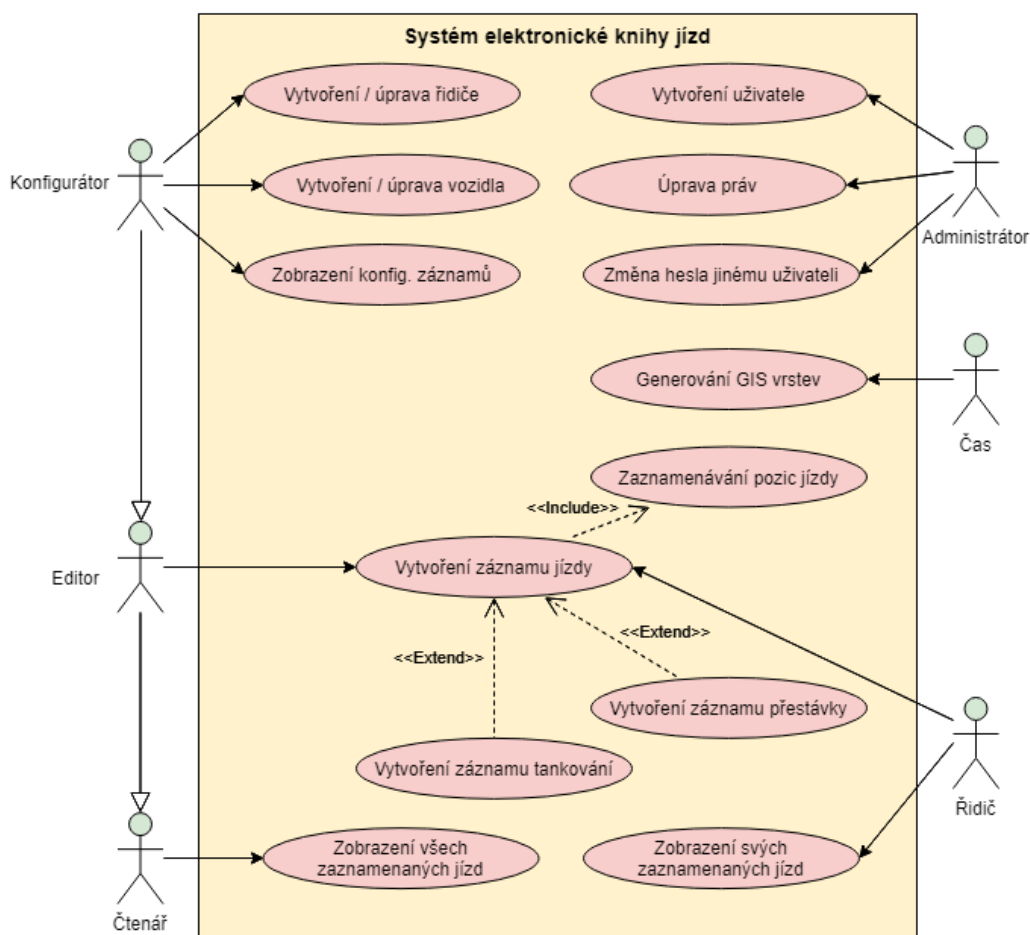 Systém elektronické knihy jízd
Vytvoření / úprava řidiče
Vytvoření uživatele
Konfigurátor
Vytvoření / úprava vozidla
Úprava práv
Administrátor
Zobrazení konfig. záznamů
Změna hesla jinému uživateli
Generování GIS vrstev
Čas
Zaznamenávání pozic jízdy
<<Include>>
Editor
Vytvoření záznamu jízdy
<<Extend>>
<<Extend>>
Vytvoření záznamu přestávky
Vytvoření záznamu tankování
Řidič
Zobrazení všech
zaznamenaných jízd
Zobrazení svých
zaznamenaných jízd
Čtenář